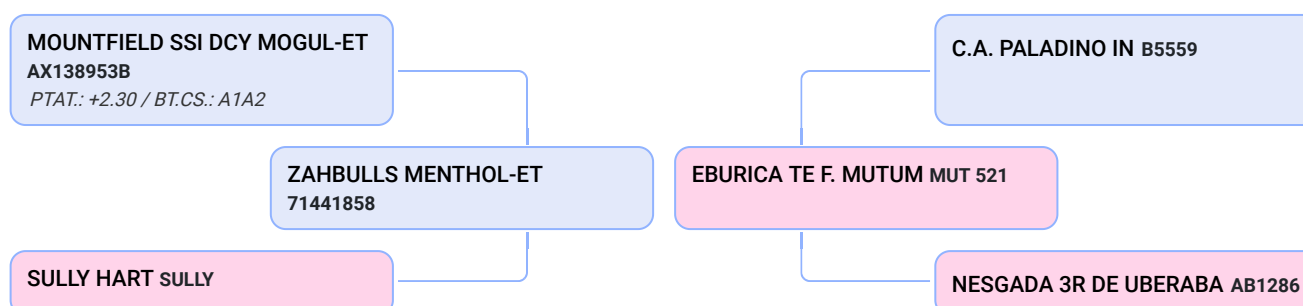 MOUNTFIELD SSI DCY MOGUL-ET
AX138953B
PTAT.: +2.30 / BT.CS.: A1A2
C.A. PALADINO IN B5559
ZAHBULLS MENTHOL-ET
71441858
EBURICA TE F. MUTUM MUT 521
SULLY HART SULLY
NESGADA 3R DE UBERABA AB1286